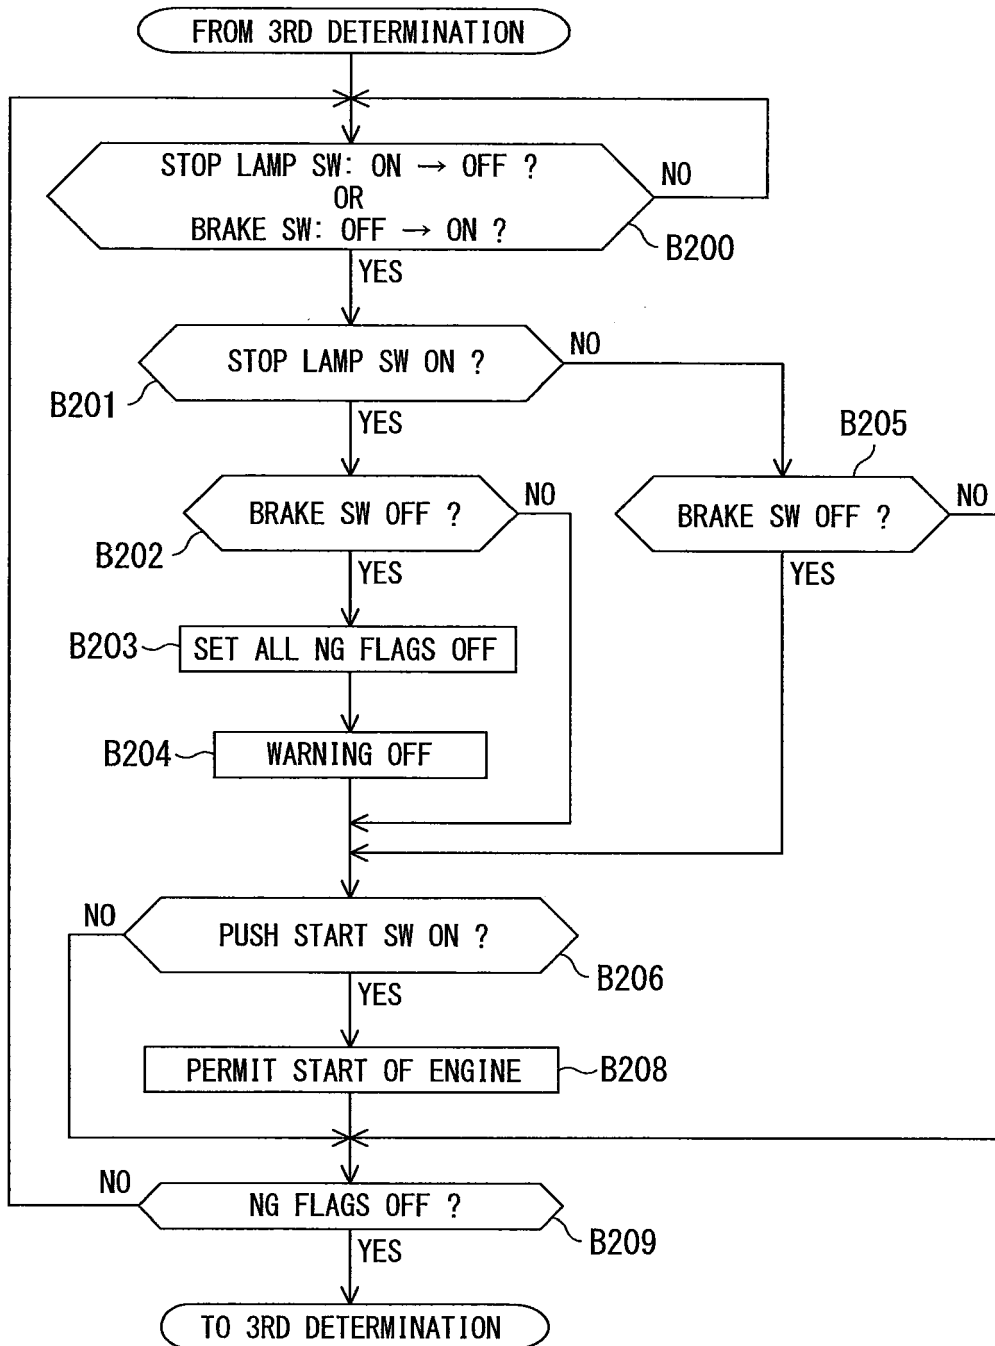 FROM 3RD DETERMINATION
STOP LAMP SW: ON → OFF ?
OR
BRAKE SW: OFF → ON ?
NO
B200
YES
STOP LAMP SW ON ?
NO
B201
YES
B205
BRAKE SW OFF ?
NO
B202
YES
BRAKE SW OFF ?
NO
YES
B203
SET ALL NG FLAGS OFF
B204
WARNING OFF
NO
PUSH START SW ON ?
B206
YES
PERMIT START OF ENGINE
B208
NO
NG FLAGS OFF ?
B209
YES
TO 3RD DETERMINATION